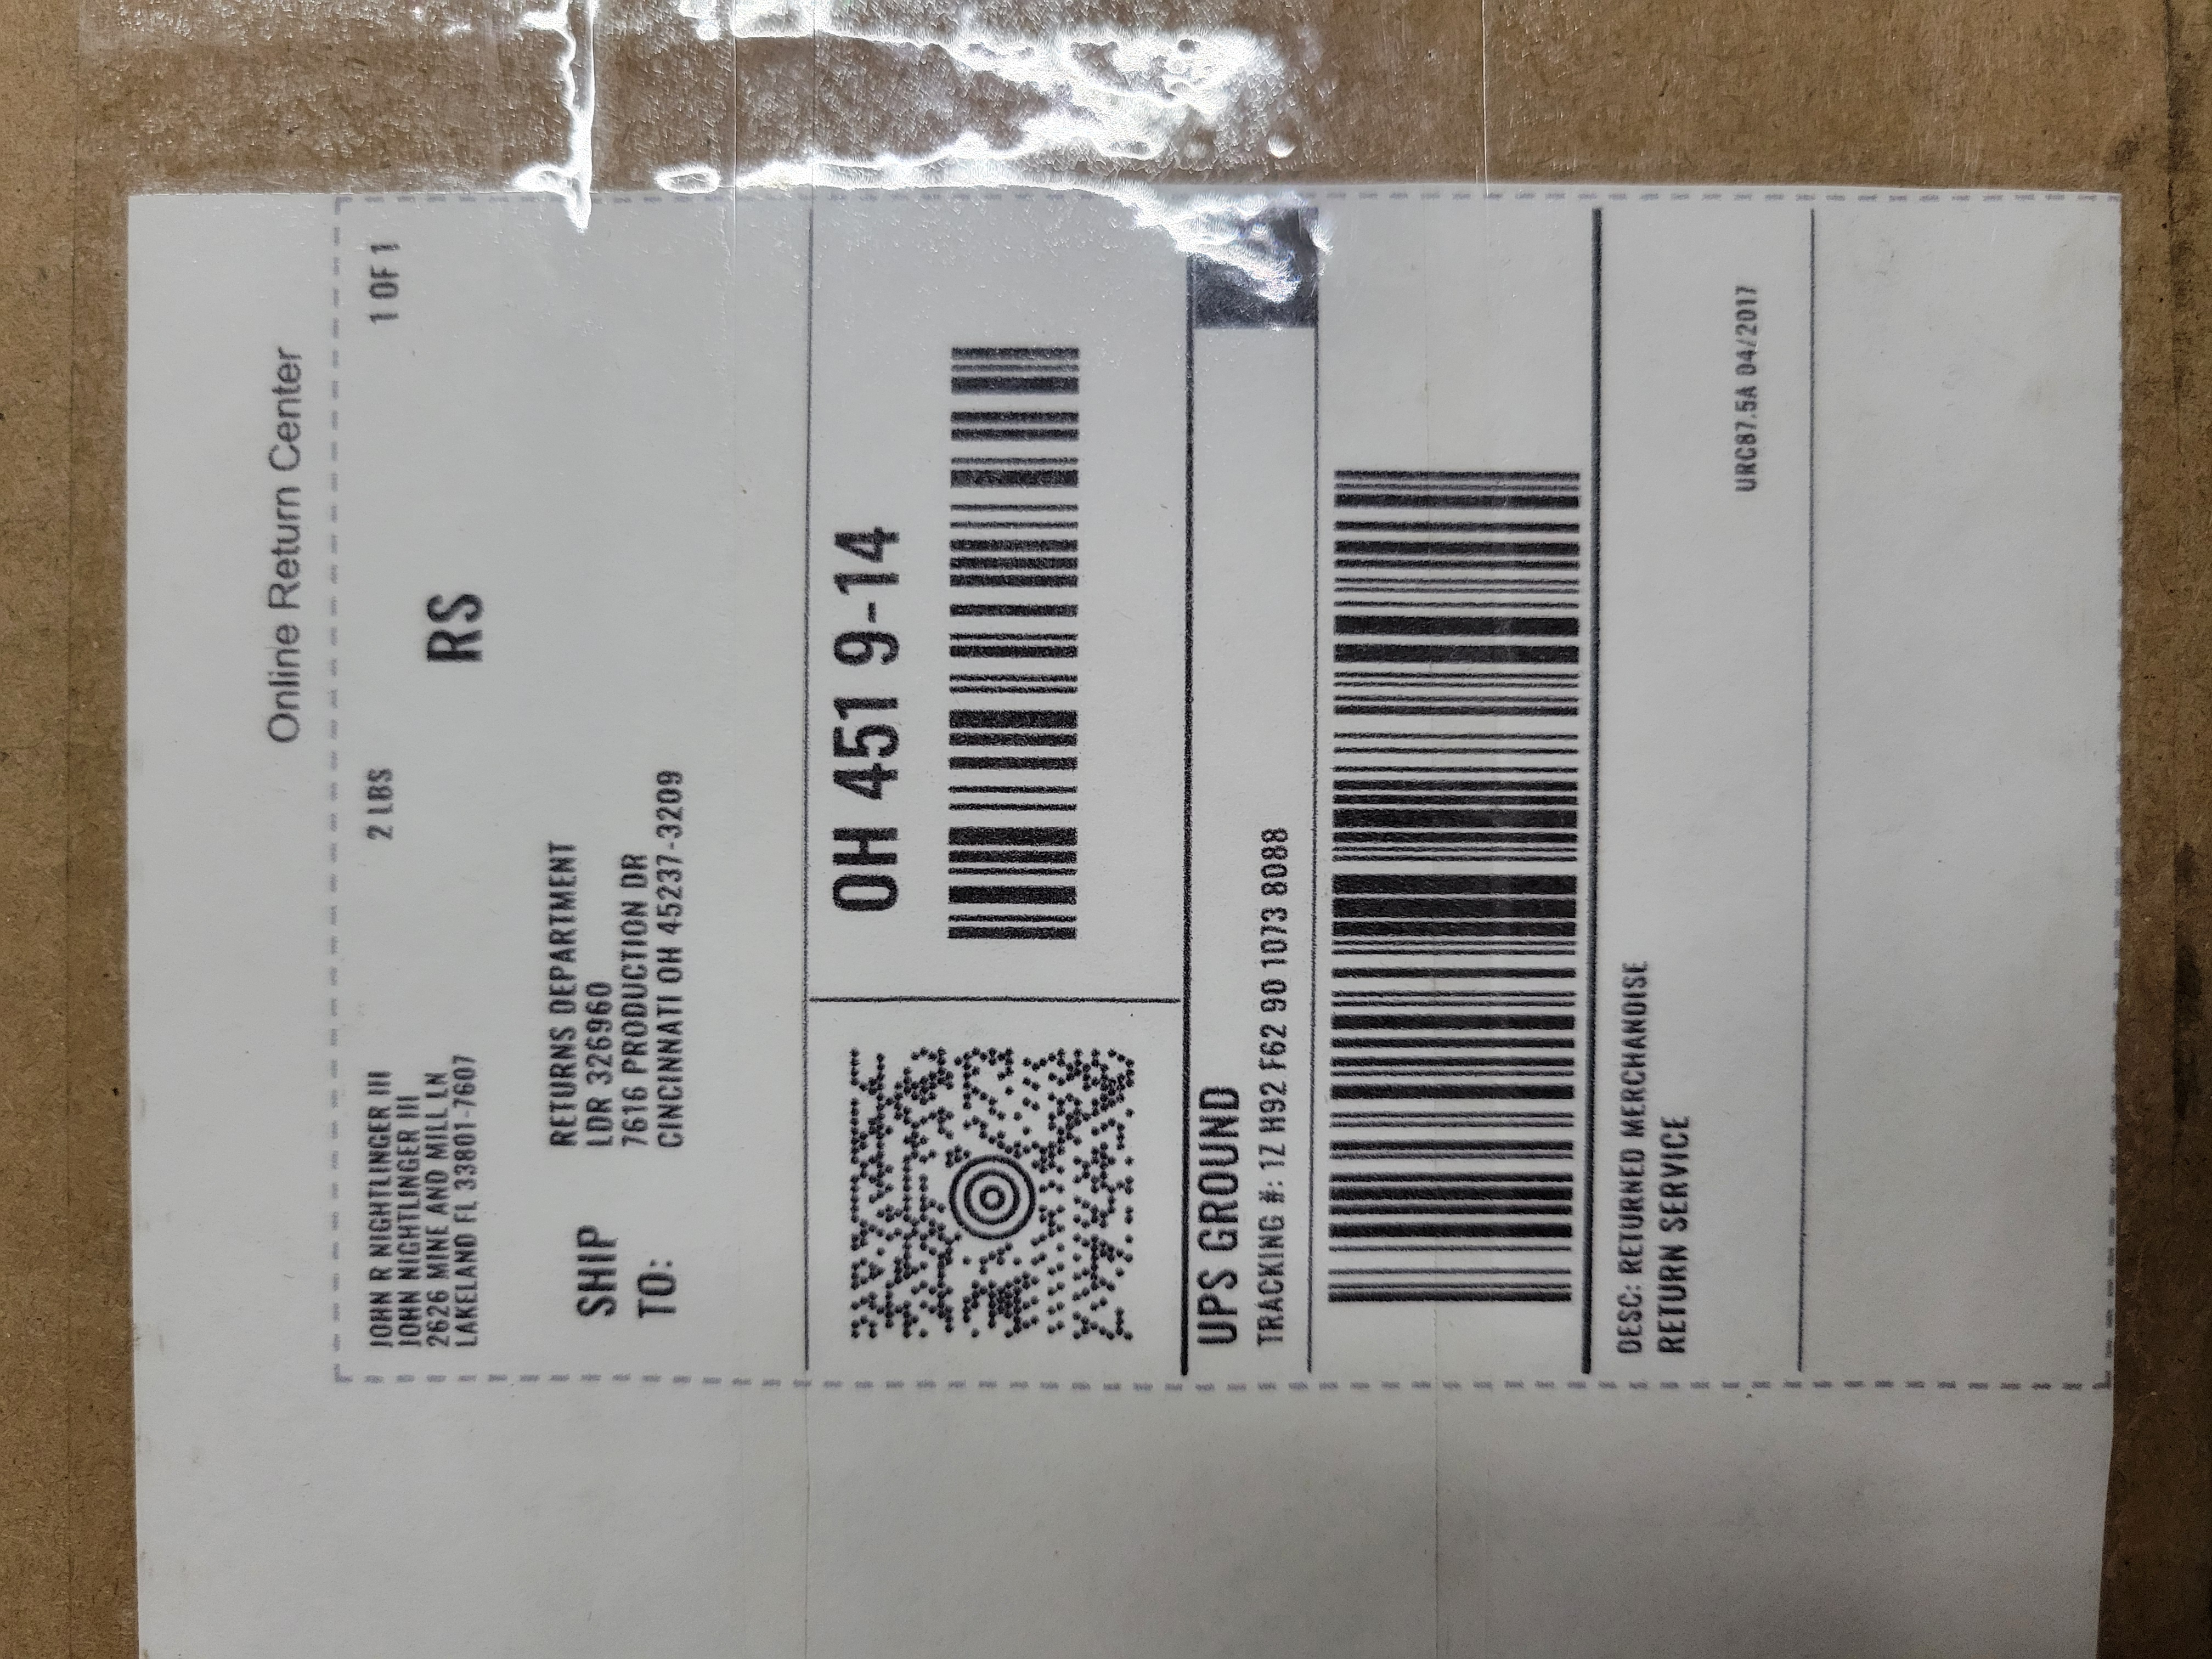 Online Return Center
JOHN R NIGHTLINGER III
JOHN NIGHTLINGER III
2626 MINE AND MILL LN
LAKELAND FL 33801-7607
2 LBS
1 OF 1
RS
SHIP
TO:
RETURNS DEPARTMENT
LDR 326960
7616 PRODUCTION DR
CINCINNATI OH 45237-3209
OH 451 9-14
UPS GROUND
TRACKING #: 1Z H92 F62 90 1073 8088
DESC: RETURNED MERCHANDISE
RETURN SERVICE
URC87.5A 04/2017